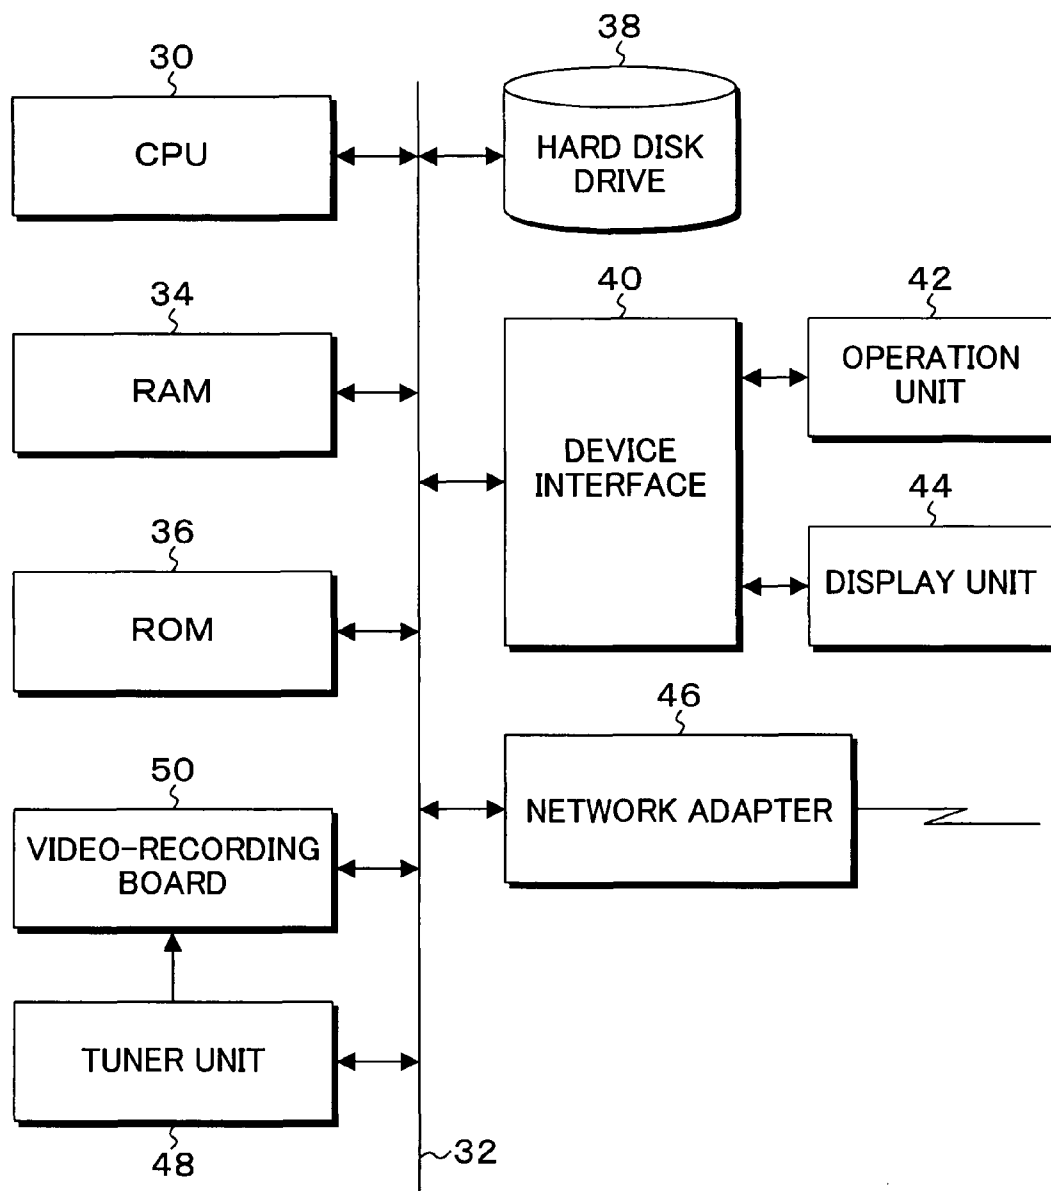 30
CPU
38
HARD DISK
DRIVE
34
RAM
40
DEVICE
INTERFACE
42
OPERATION
UNIT
44
DISPLAY UNIT
36
ROM
46
NETWORK ADAPTER
50
VIDEO-RECORDING
BOARD
TUNER UNIT
48
32